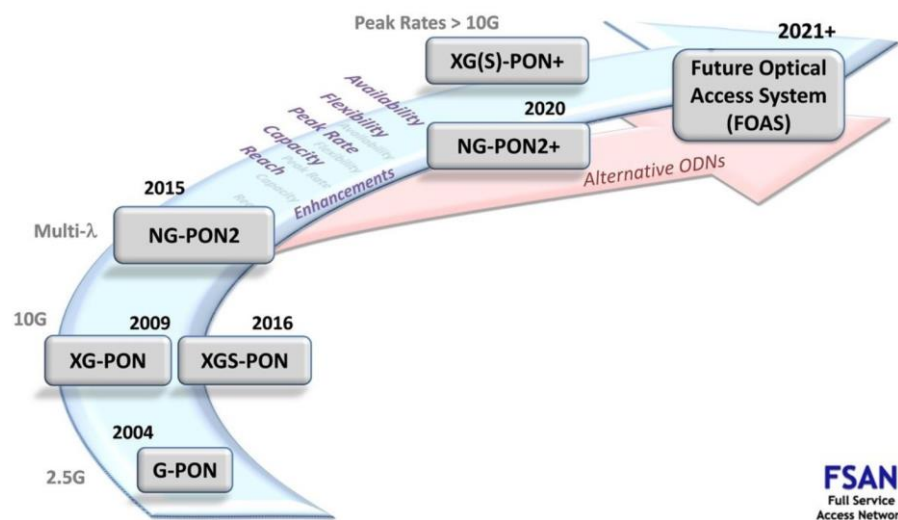 Peak Rates > 10G
2021+
XG(S)-PON+
Future Optical
Access System
(FOAS)
Availability
Flexibility
Peak Rate
Capacity
Reach
Enhancements
2020
NG-PON2+
Alternative ODNs
2015
Multi-λ
NG-PON2
10G
2009
2016
XG-PON
XGS-PON
2004
2.5G
G-PON
FSAN
Full Service
Access Networ